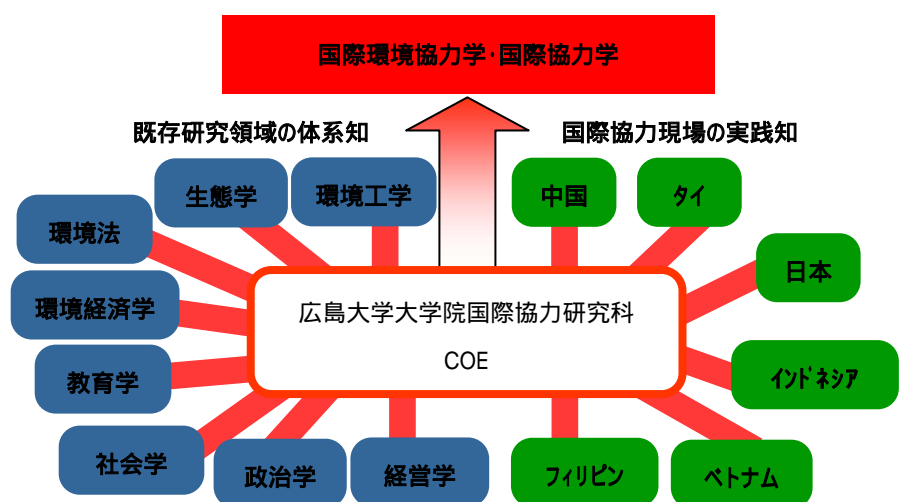 国際環境協力学・国際協力学
既存研究領域の体系知
国際協力現場の実践知
生態学
環境工学
中国
タイ
環境法
日本
環境経済学
広島大学大学院国際協力研究科
COE
教育学
インドネシア
社会学
政治学
経営学
フィリピン
ベトナム